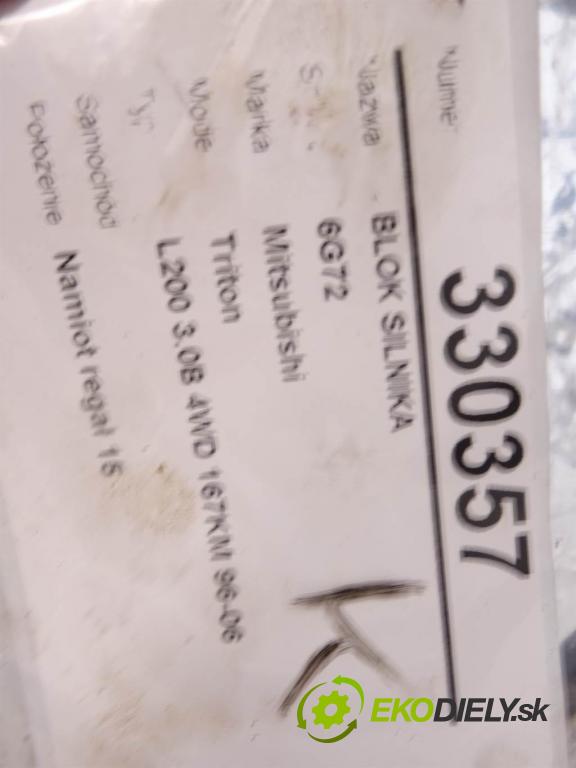 Numer 330357
Nazwa BLOK SILNIKA
6G72
Marka Mitsubishi
Model Triton
Typ L200 3.0B 4WD 167KM 96-06
Samochód
Położenie Namiot regał 15
K
EKODIELY.sk